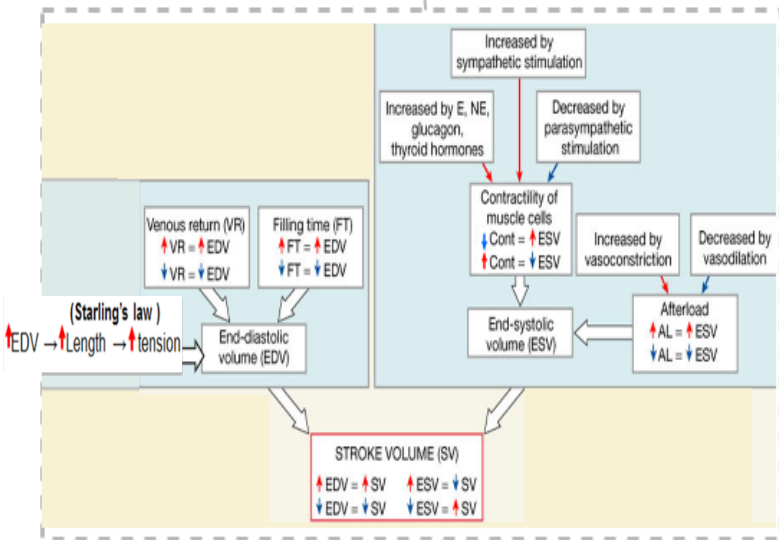 Increased by
sympathetic stimulation
Increased by E, NE,
glucagon,
thyroid hormones
Decreased by
parasympathetic
stimulation
Contractility of
muscle cells
↓ Cont = ↑ ESV
↑ Cont = ↓ ESV
Venous return (VR)
↑ VR = ↑ EDV
↓ VR = ↓ EDV
Filling time (FT)
↑ FT = ↑ EDV
↓ FT = ↓ EDV
Increased by
vasoconstriction
Decreased by
vasodilation
(Starling's law )
↑EDV →↑Length →↑tension
End-diastolic
volume (EDV)
End-systolic
volume (ESV)
Afterload
↑ AL = ↑ ESV
↓ AL = ↓ ESV
STROKE VOLUME (SV)
↑ EDV = ↑ SV ↑ ESV = ↓ SV
↓ EDV = ↓ SV ↓ ESV = ↑ SV